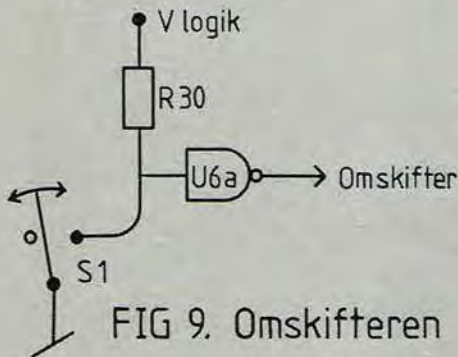 V logik
R30
U6a
Omskifter
S1
FIG 9. Omskifteren